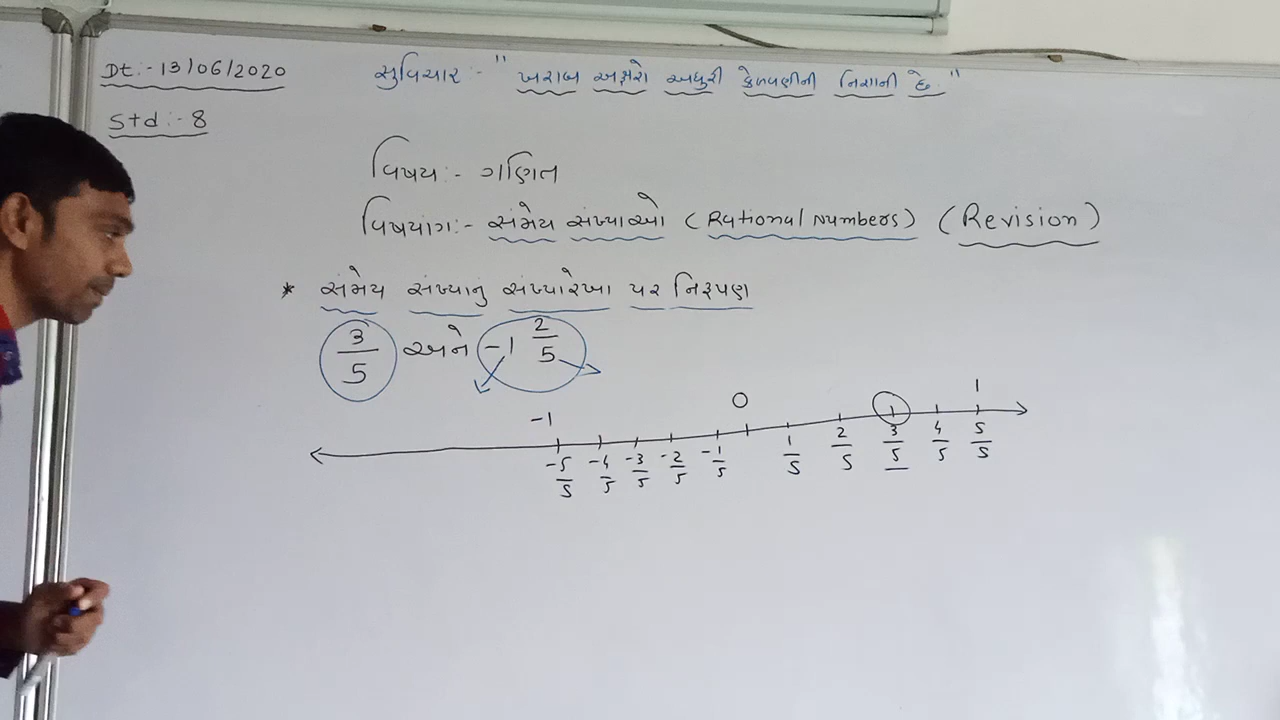 Dt:-13/06/2020
સુવિચાર:- "ખરાબ અક્ષરો અધુરી કેળવણીની નિશાની છે."
Std:-8
વિષય:- ગણિત
વિષયાંગ:- સંમેય સંખ્યાઓ (Rational Numbers) (Revision)
* સંમેય સંખ્યાનુ સંખ્યારેખા પર નિરૂપણ
3/5 અને -1 2/5
-1 0 1
-5/5 -4/5 -3/5 -2/5 -1/5 1/5 2/5 3/5 4/5 5/5